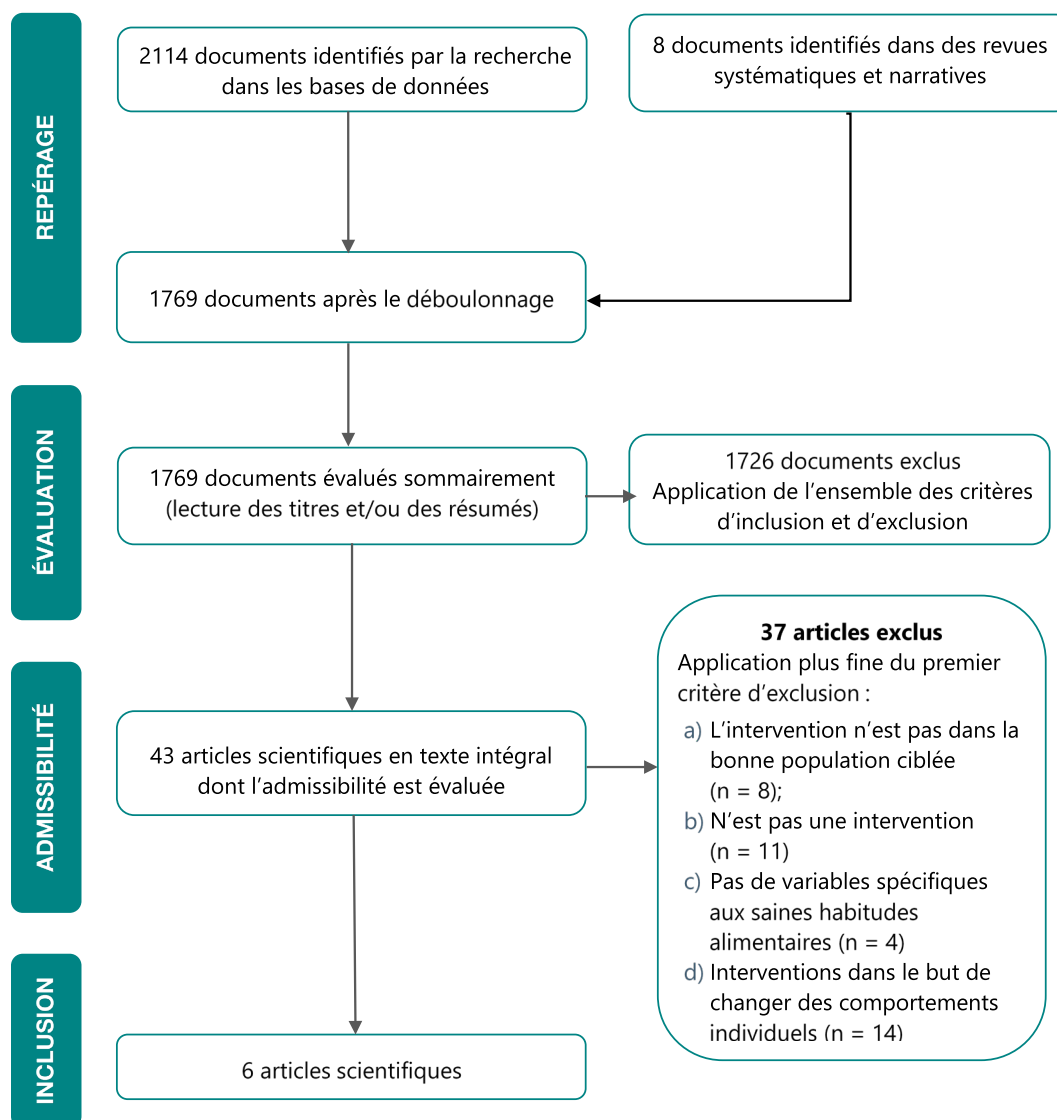 REPÉRAGE
2114 documents identifiés par la recherche
dans les bases de données
8 documents identifiés dans des revues
systématiques et narratives
1769 documents après le déboulonnage
ÉVALUATION
1769 documents évalués sommairement
(lecture des titres et/ou des résumés)
1726 documents exclus
Application de l’ensemble des critères
d’inclusion et d’exclusion
ADMISSIBILITÉ
43 articles scientifiques en texte intégral
dont l’admissibilité est évaluée
37 articles exclus
Application plus fine du premier
critère d’exclusion :
a) L’intervention n’est pas dans la
bonne population ciblée
(n = 8);
b) N’est pas une intervention
(n = 11)
c) Pas de variables spécifiques
aux saines habitudes
alimentaires (n = 4)
d) Interventions dans le but de
changer des comportements
individuels (n = 14)
INCLUSION
6 articles scientifiques